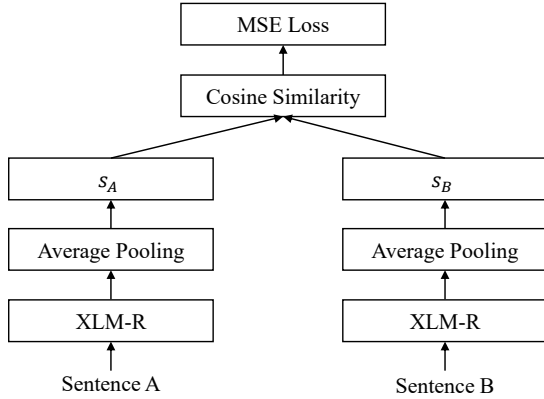 MSE Loss
Cosine Similarity
s_A
s_B
Average Pooling
Average Pooling
XLM-R
XLM-R
Sentence A
Sentence B